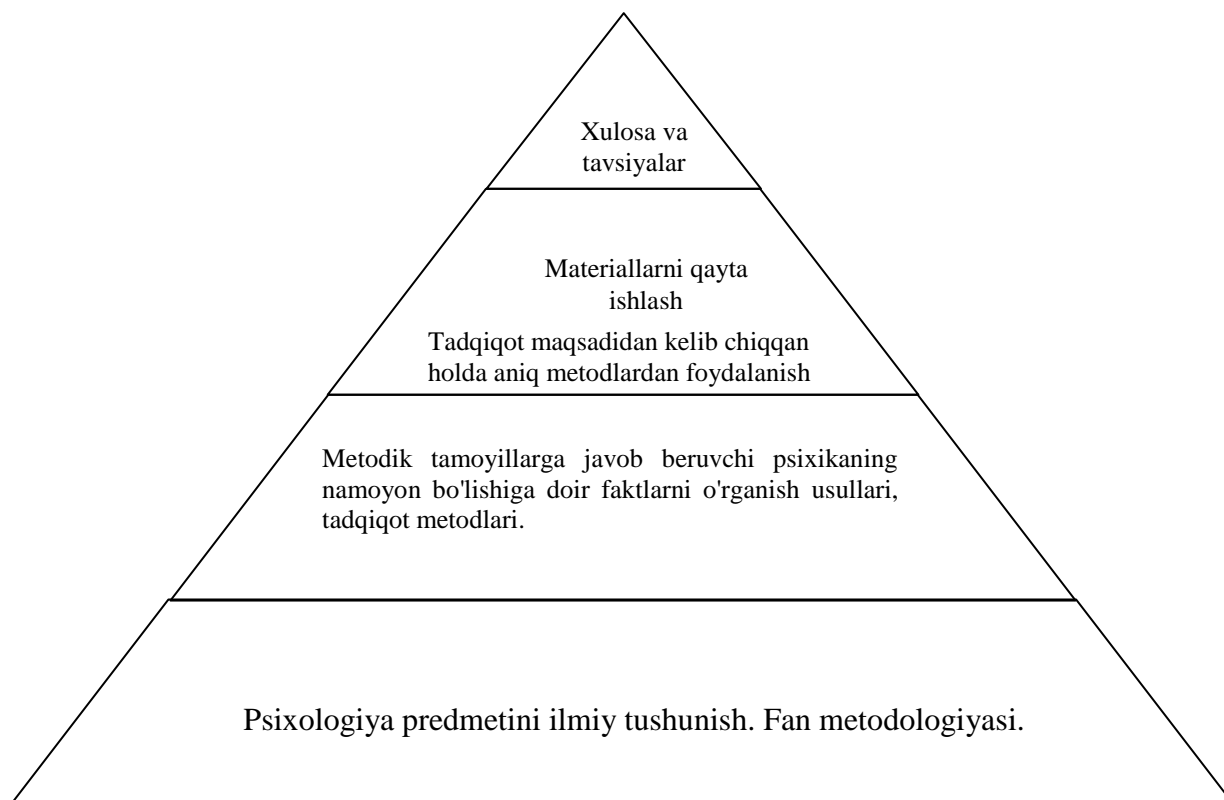 Xulosa va
tavsiyalar
Materiallarni qayta
ishlash
Tadqiqot maqsadidan kelib chiqqan
holda aniq metodlardan foydalanish
Metodik tamoyillarga javob beruvchi psixikaning
namoyon bo'lishiga doir faktlarni o'rganish usullari,
tadqiqot metodlari.
Psixologiya predmetini ilmiy tushunish. Fan metodologiyasi.